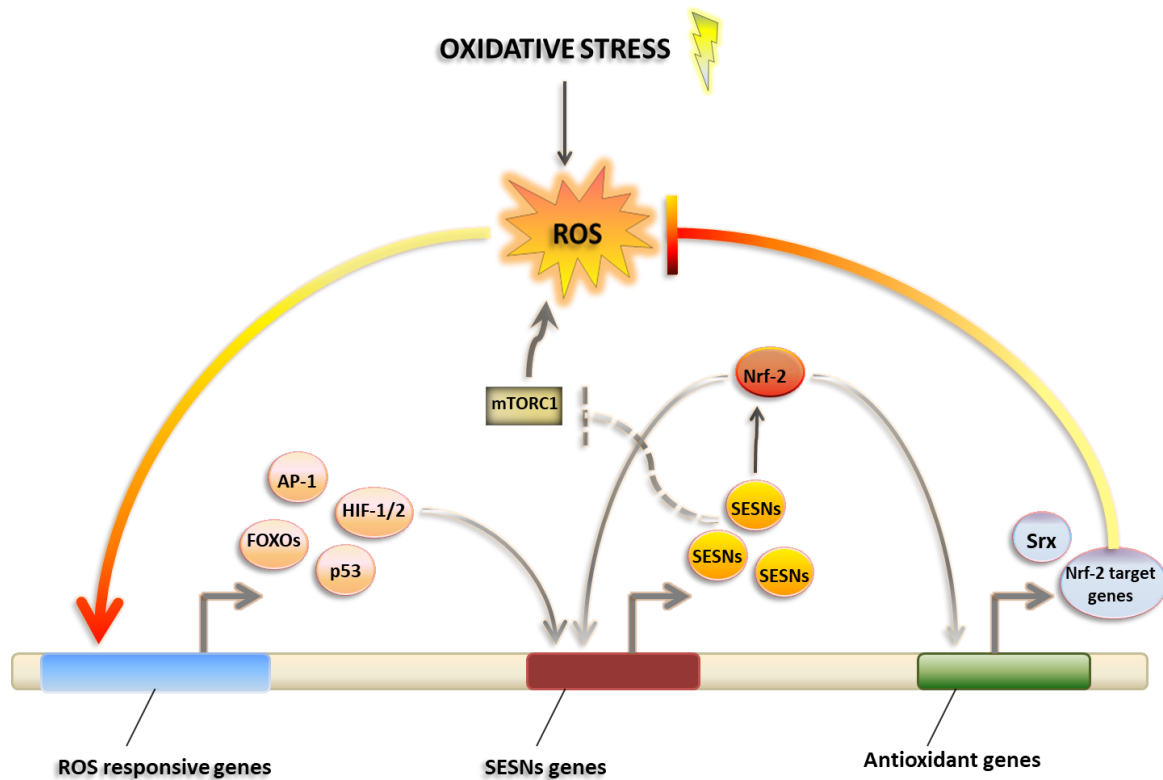 OXIDATIVE STRESS
ROS
mTORC1
Nrf-2
AP-1
HIF-1/2
FOXOs
p53
SESNs
SESNs
SESNs
Srx
Nrf-2 target
genes
ROS responsive genes
SESNs genes
Antioxidant genes